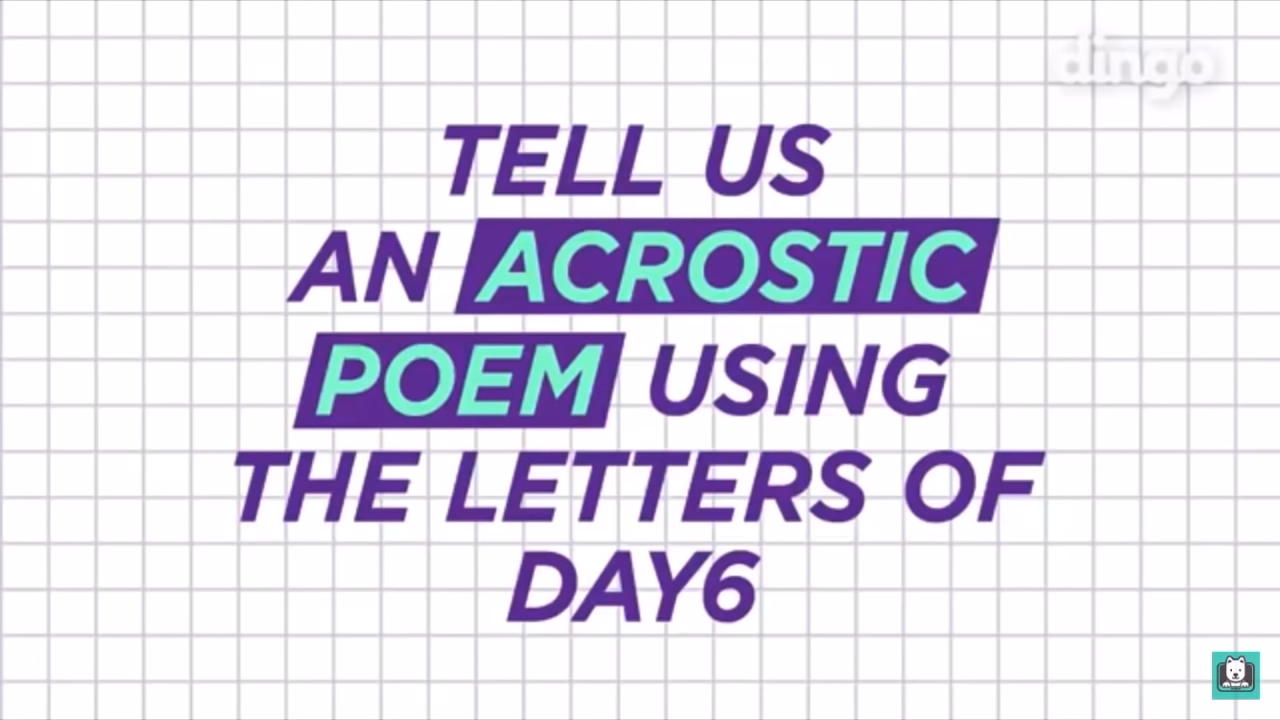 dingo
TELL US
AN ACROSTIC
POEM USING
THE LETTERS OF
DAY6